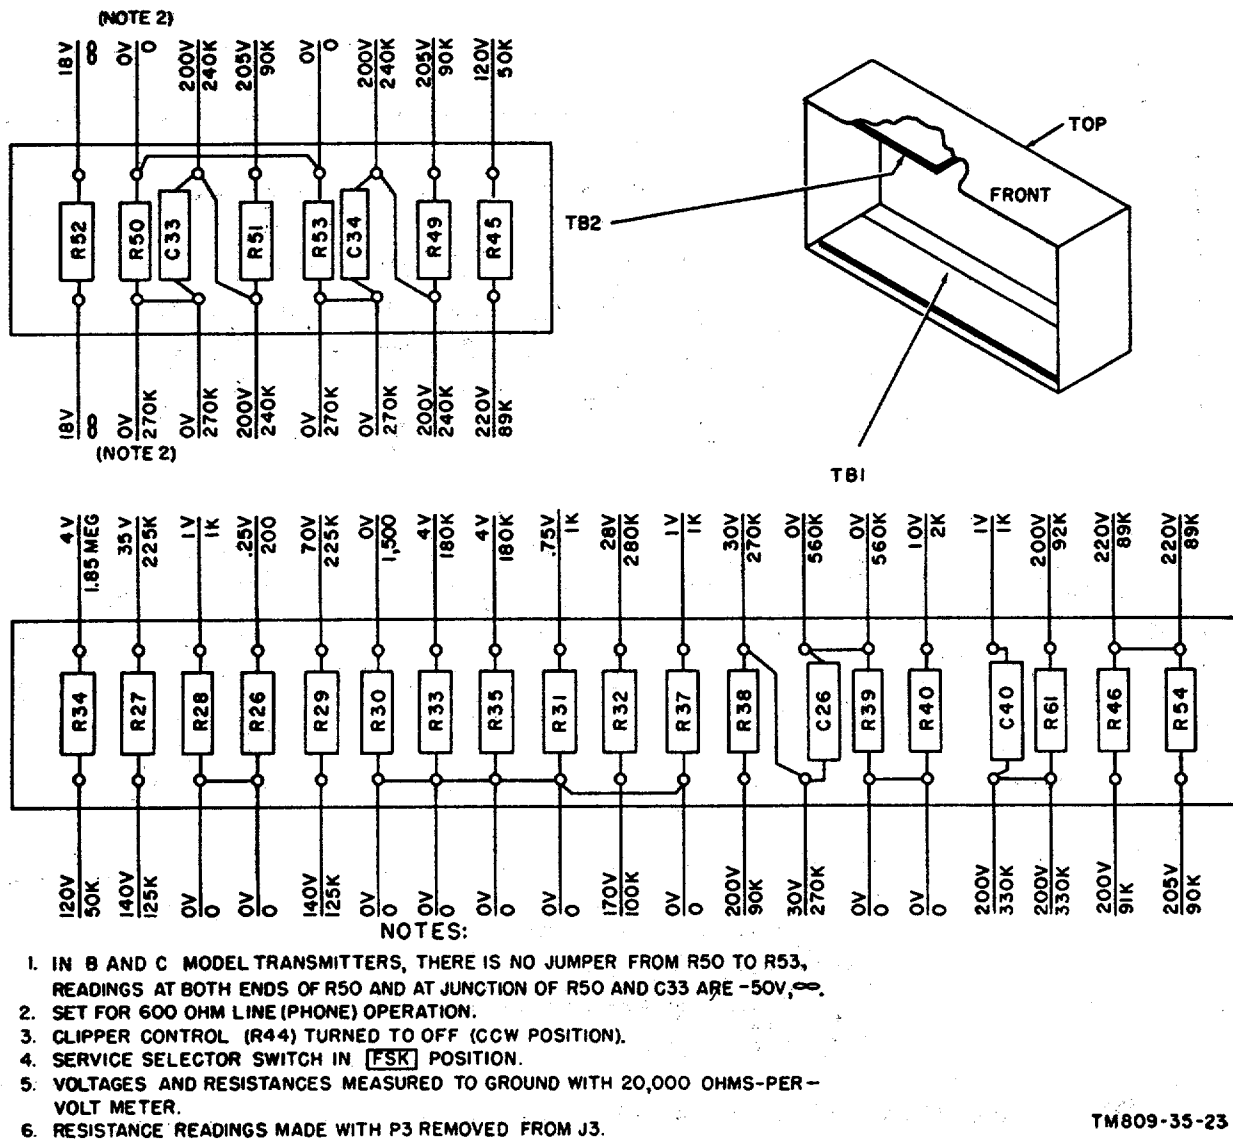 (NOTE 2)
18V ∞
0V 0
200V 240K
205V 90K
0V 0
200V 240K
205V 90K
120V 50K
R52 R50 C33 R51 R53 C34 R49 R45
18V ∞
0V 270K
0V 270K
200V 240K
0V 270K
0V 270K
200V 240K
220V 89K
(NOTE 2)
TOP
FRONT
TB2
TB1
4V 1.85 MEG
35V 225K
1V 1K
.25V 200
70V 225K
0V 1,500
4V 180K
4V 180K
.75V 1K
28V 280K
1V 1K
30V 270K
0V 560K
0V 560K
10V 2K
1V 1K
200V 92K
220V 89K
220V 89K
R34 R27 R28 R26 R29 R30 R33 R35 R31 R32 R37 R38 C26 R39 R40 C40 R61 R46 R54
120V 50K
140V 125K
0V 0
0V 0
140V 125K
0V 0
0V 0
0V 0
0V 0
170V 100K
0V 0
200V 90K
30V 270K
0V 0
0V 0
200V 330K
200V 330K
200V 91K
205V 90K
NOTES:
1. IN B AND C MODEL TRANSMITTERS, THERE IS NO JUMPER FROM R50 TO R53,
READINGS AT BOTH ENDS OF R50 AND AT JUNCTION OF R50 AND C33 ARE -50V,∞.
2. SET FOR 600 OHM LINE (PHONE) OPERATION.
3. CLIPPER CONTROL (R44) TURNED TO OFF (CCW POSITION).
4. SERVICE SELECTOR SWITCH IN FSK POSITION.
5. VOLTAGES AND RESISTANCES MEASURED TO GROUND WITH 20,000 OHMS-PER-
VOLT METER.
6. RESISTANCE READINGS MADE WITH P3 REMOVED FROM J3.
TM809-35-23